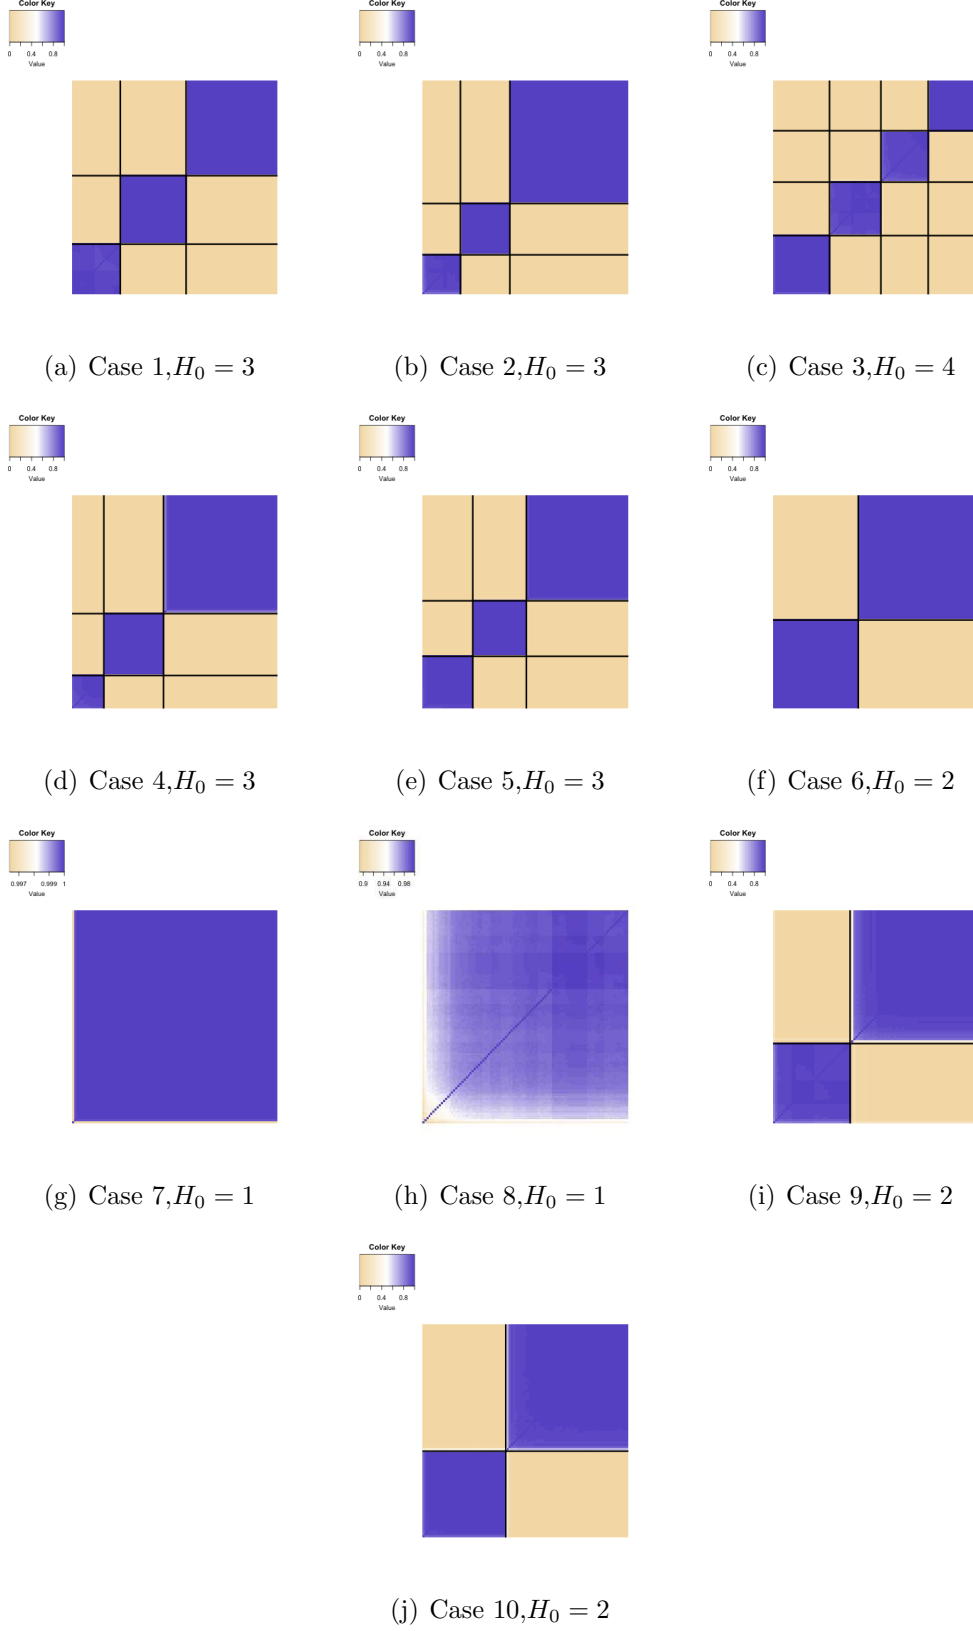 Color Key Color Key Color Key
0 0.4 0.8 0 0.4 0.8 0 0.4 0.8
Value Value Value
(a) Case 1,H₀ = 3 (b) Case 2,H₀ = 3 (c) Case 3,H₀ = 4
Color Key Color Key Color Key
0 0.4 0.8 0 0.4 0.8 0 0.4 0.8
Value Value Value
(d) Case 4,H₀ = 3 (e) Case 5,H₀ = 3 (f) Case 6,H₀ = 2
Color Key Color Key Color Key
0.997 0.999 1 0.9 0.94 0.98 0 0.4 0.8
Value Value Value
(g) Case 7,H₀ = 1 (h) Case 8,H₀ = 1 (i) Case 9,H₀ = 2
Color Key
0 0.4 0.8
Value
(j) Case 10,H₀ = 2